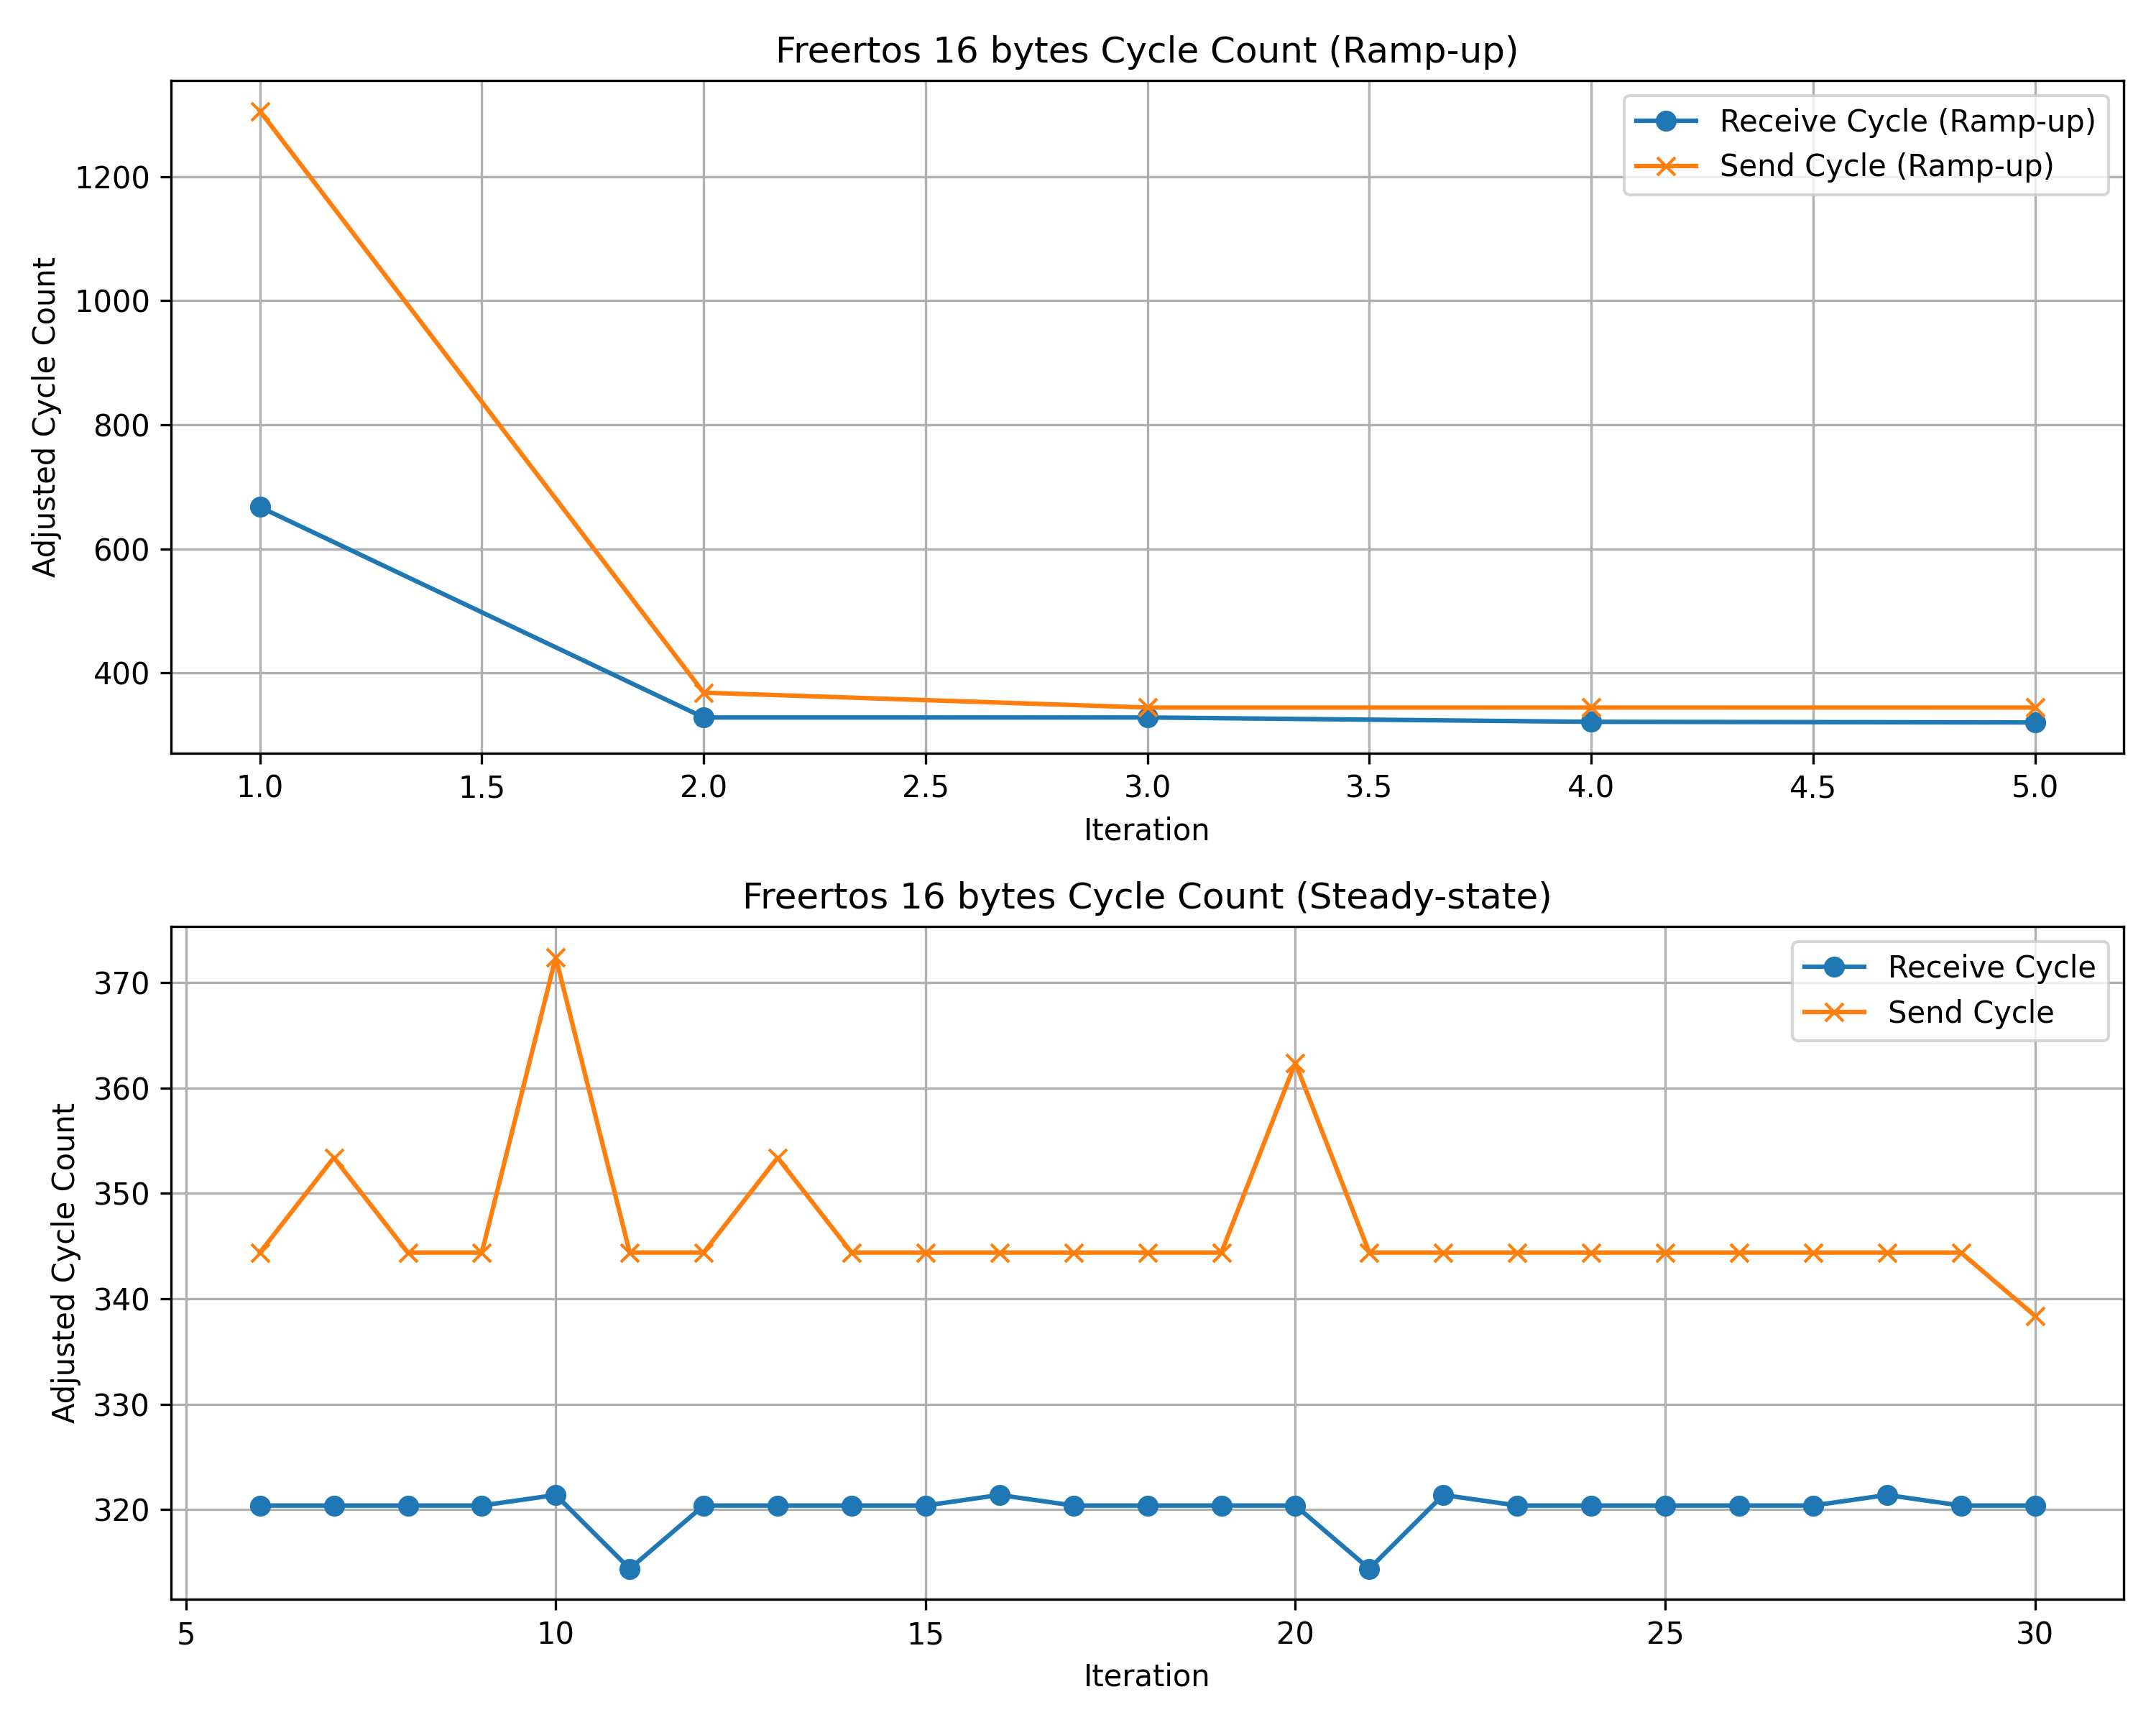 Freertos 16 bytes Cycle Count (Ramp-up)
Receive Cycle (Ramp-up)
Send Cycle (Ramp-up)
Adjusted Cycle Count
1200
1000
800
600
400
1.0 1.5 2.0 2.5 3.0 3.5 4.0 4.5 5.0
Iteration
Freertos 16 bytes Cycle Count (Steady-state)
Receive Cycle
Send Cycle
Adjusted Cycle Count
370
360
350
340
330
320
5 10 15 20 25 30
Iteration